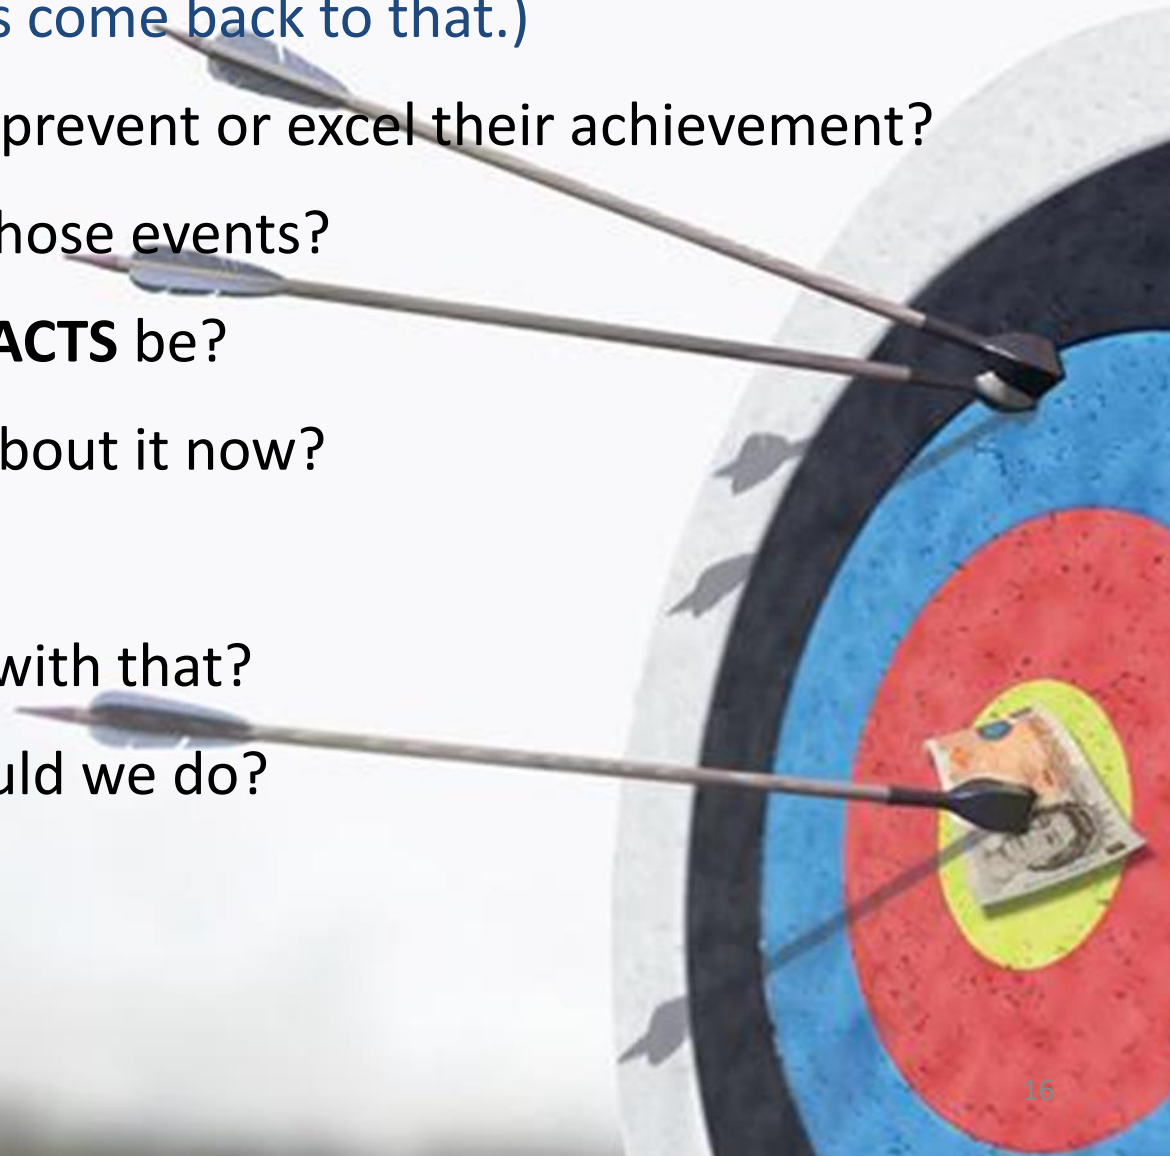 s come back to that.)
prevent or excel their achievement?
hose events?
ACTS be?
bout it now?
with that?
uld we do?
16